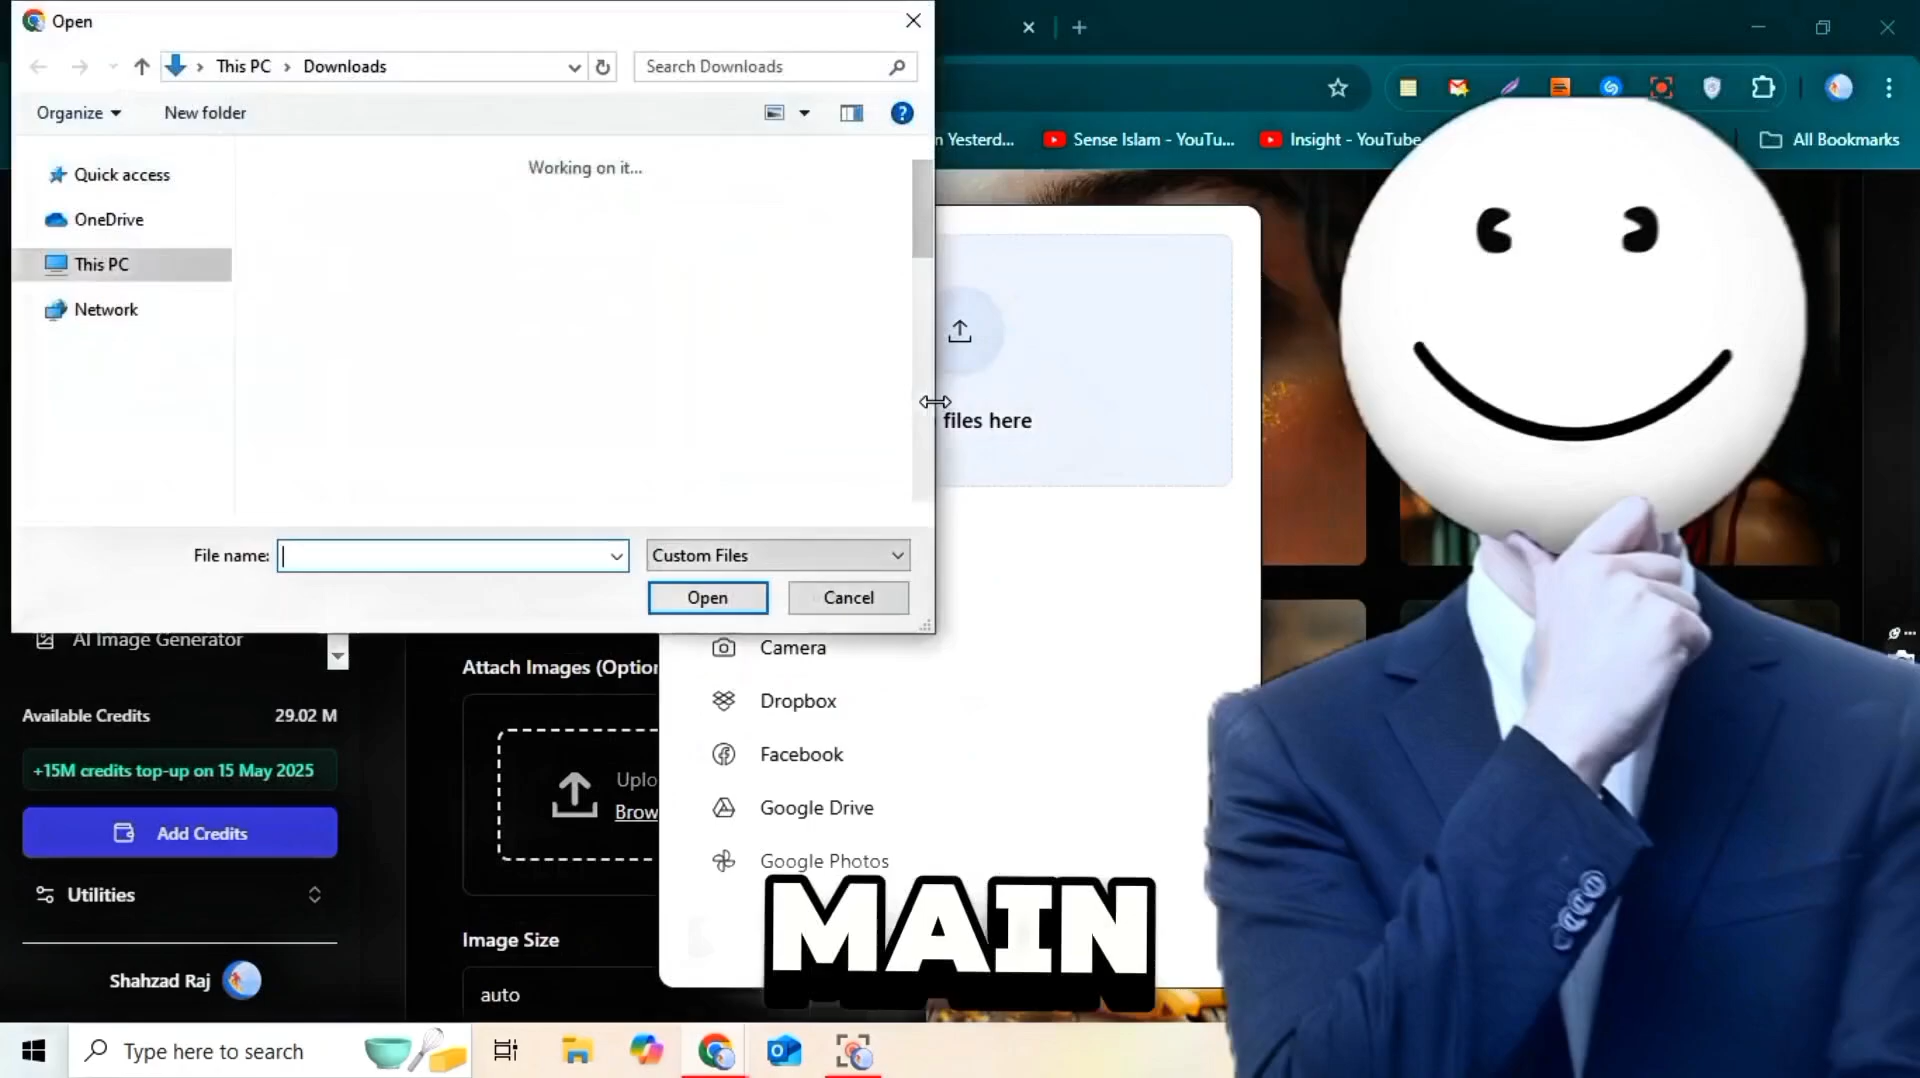 Open
This PC
Downloads
Search Downloads
Organize
New folder
n Yesterd...
Sense Islam - YouTu...
Insight - YouTube
All Bookmarks
Quick access
OneDrive
This PC
Network
Working on it...
files here
File name:
Custom Files
Open
Cancel
AI Image Generator
Available Credits
29.02 M
+15M credits top-up on 15 May 2025
Add Credits
Utilities
Shahzad Raj
Attach Images (Option
Uplo
Brow
Image Size
auto
Camera
Dropbox
Facebook
Google Drive
Google Photos
MAIN
Type here to search